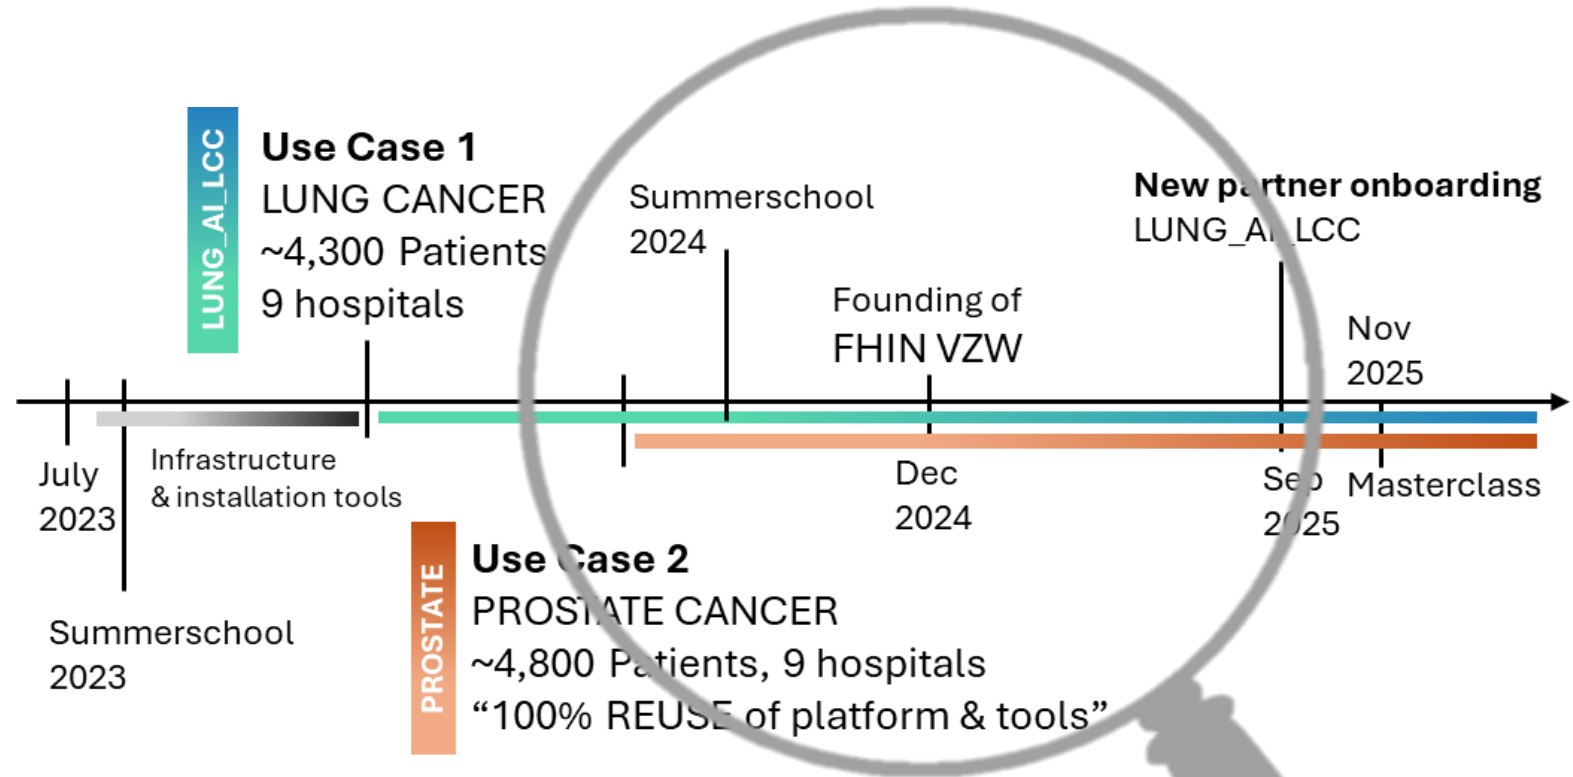 LUNG_AI_LCC
Use Case 1
LUNG CANCER
~4,300 Patients
9 hospitals
Summerschool
2024
Founding of
FHIN VZW
New partner onboarding
LUNG_AI_LCC
Nov
2025
July
2023
Infrastructure
& installation tools
Summerschool
2023
Dec
2024
Sep
2025
Masterclass
PROSTATE
Use Case 2
PROSTATE CANCER
~4,800 Patients, 9 hospitals
“100% REUSE of platform & tools”